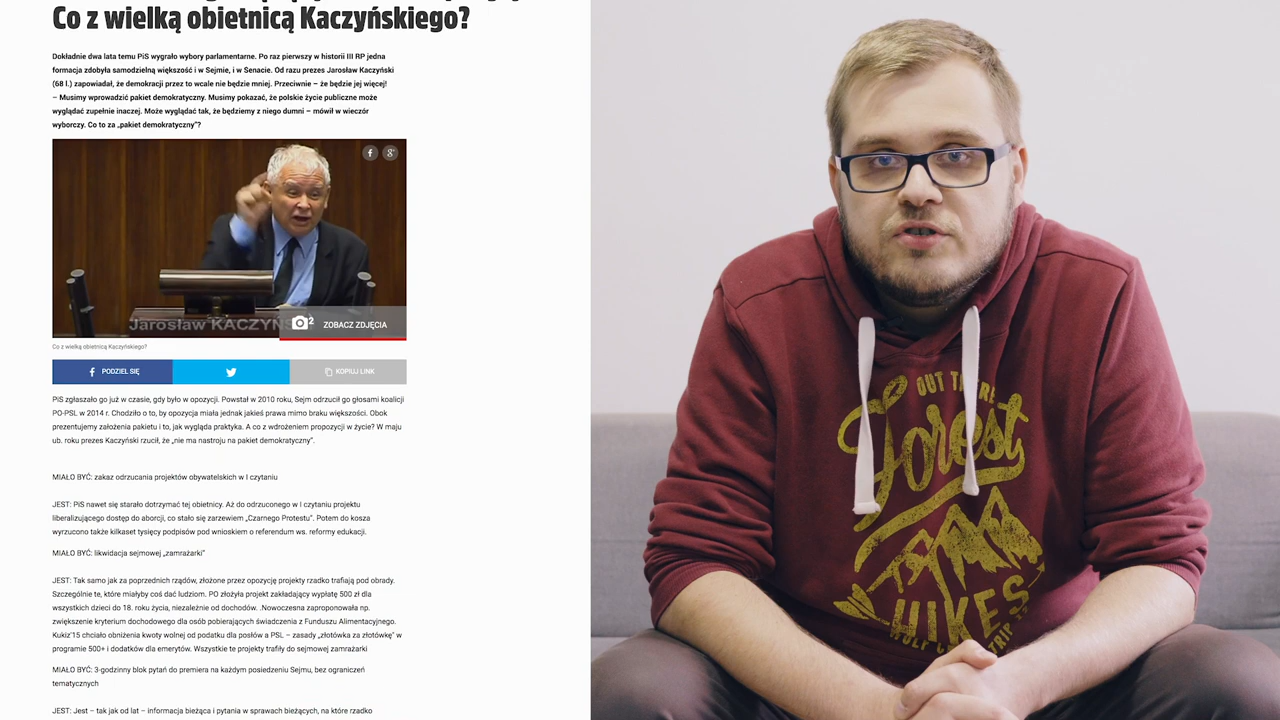 Co z wielką obietnicą Kaczyńskiego?
Dokładnie dwa lata temu PiS wygrało wybory parlamentarne. Po raz pierwszy w historii III RP jedna
formacja zdobyła samodzielną większość i w Sejmie, i w Senacie. Od razu prezes Jarosław Kaczyński
(68 l.) zapowiadał, że demokracji przez to wcale nie będzie mniej. Przeciwnie – że będzie jej więcej!
– Musimy wprowadzić pakiet demokratyczny. Musimy pokazać, że polskie życie publiczne może
wyglądać zupełnie inaczej. Może wyglądać tak, że będziemy z niego dumni – mówił w wieczór
wyborczy. Co to za „pakiet demokratyczny"?
Jarosław KACZYŃS
2
ZOBACZ ZDJĘCIA
Co z wielką obietnicą Kaczyńskiego?
PODZIEL SIĘ
KOPIUJ LINK
PiS zgłaszało go już w czasie, gdy było w opozycji. Powstał w 2010 roku, Sejm odrzucił go głosami koalicji
PO-PSL w 2014 r. Chodziło o to, by opozycja miała jednak jakieś prawa mimo braku większości. Obok
prezentujemy założenia pakietu i to, jak wygląda praktyka. A co z wdrożeniem propozycji w życie? W maju
ub. roku prezes Kaczyński rzucił, że „nie ma nastroju na pakiet demokratyczny".
MIAŁO BYĆ: zakaz odrzucania projektów obywatelskich w I czytaniu
JEST: PiS nawet się starało dotrzymać tej obietnicy. Aż do odrzuconego w I czytaniu projektu
liberalizującego dostęp do aborcji, co stało się zarzewiem „Czarnego Protestu". Potem do kosza
wyrzucono także kilkaset tysięcy podpisów pod wnioskiem o referendum ws. reformy edukacji.
MIAŁO BYĆ: likwidacja sejmowej „zamrażarki"
JEST: Tak samo jak za poprzednich rządów, złożone przez opozycję projekty rzadko trafiają pod obrady.
Szczególnie te, które miałyby coś dać ludziom. PO złożyła projekt zakładający wypłatę 500 zł dla
wszystkich dzieci do 18. roku życia, niezależnie od dochodów. .Nowoczesna zaproponowała np.
zwiększenie kryterium dochodowego dla osób pobierających świadczenia z Funduszu Alimentacyjnego.
Kukiz'15 chciało obniżenia kwoty wolnej od podatku dla posłów a PSL – zasady „złotówka za złotówkę" w
programie 500+ i dodatków dla emerytów. Wszystkie te projekty trafiły do sejmowej zamrażarki
MIAŁO BYĆ: 3-godzinny blok pytań do premiera na każdym posiedzeniu Sejmu, bez ograniczeń
tematycznych
JEST: Jest – tak jak od lat – informacja bieżąca i pytania w sprawach bieżących, na które rzadko
OUT THERE
Forest
HIKES
TRIP